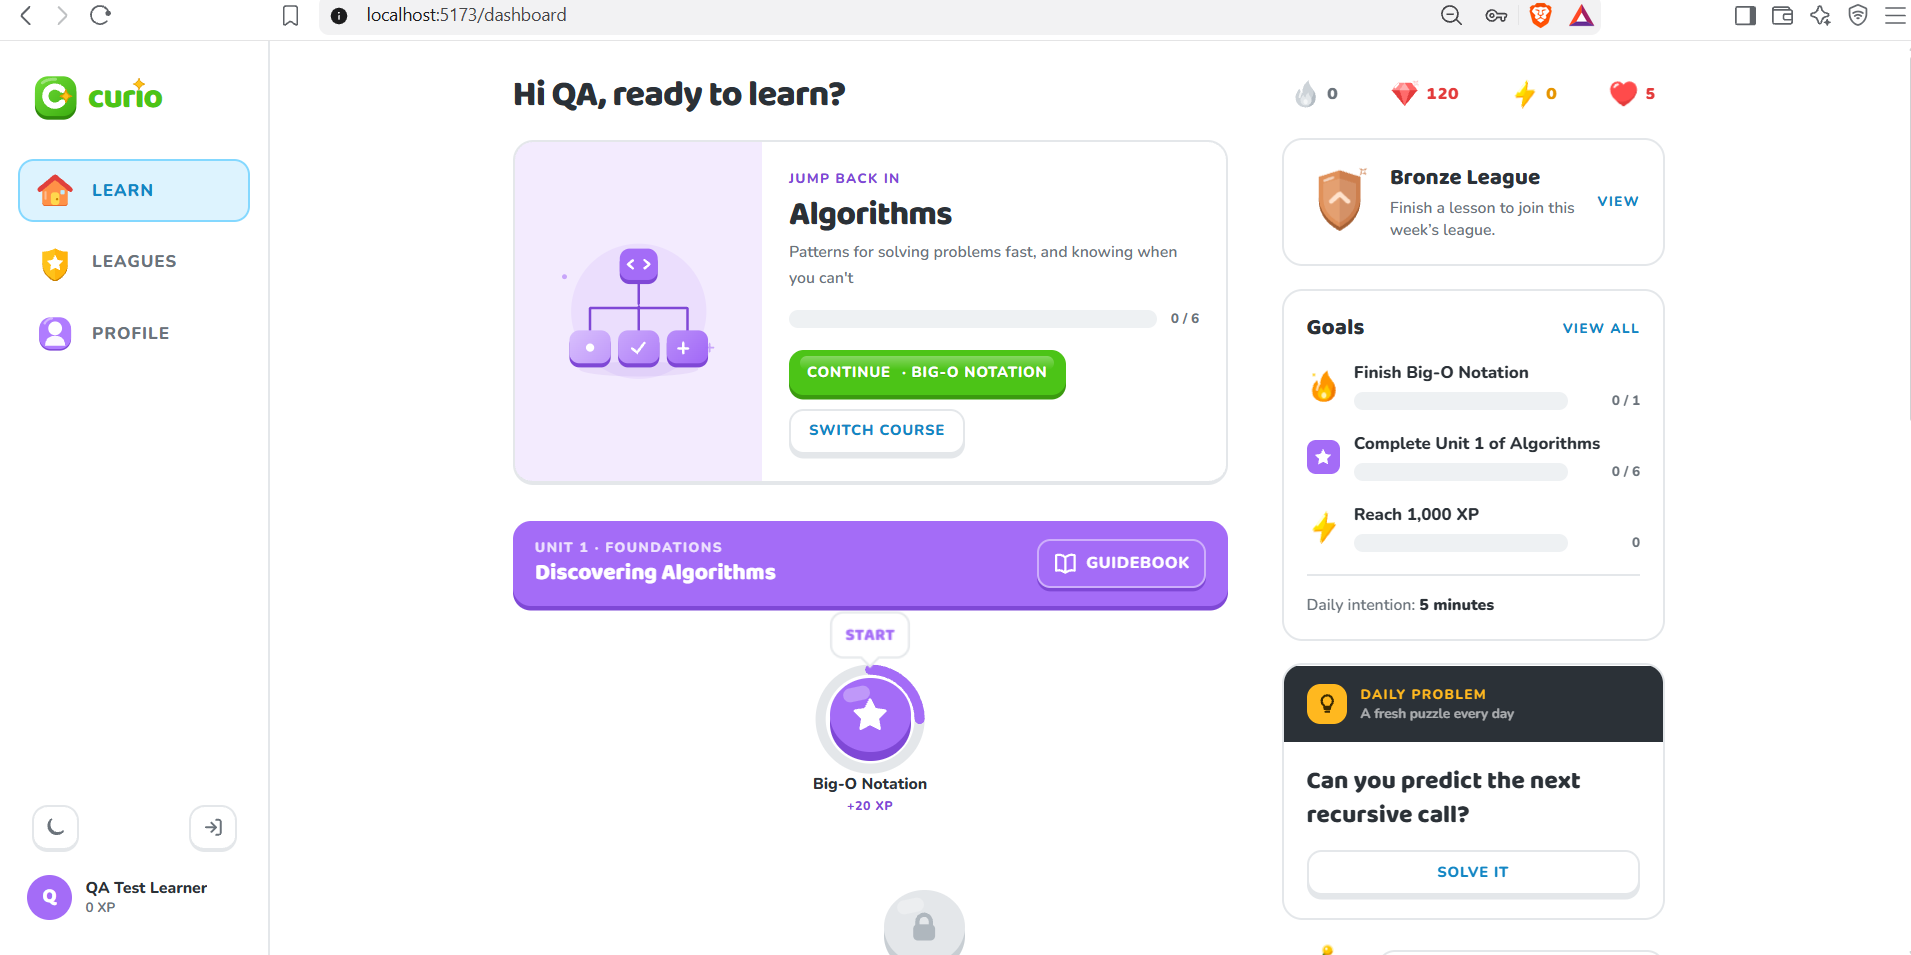 localhost:5173/dashboard
curio
LEARN
LEAGUES
PROFILE
Q
QA Test Learner
0 XP
Hi QA, ready to learn?
0
120
0
5
JUMP BACK IN
Algorithms
Patterns for solving problems fast, and knowing when
you can't
0 / 6
CONTINUE · BIG-O NOTATION
SWITCH COURSE
UNIT 1 · FOUNDATIONS
Discovering Algorithms
GUIDEBOOK
START
Big-O Notation
+20 XP
Bronze League
Finish a lesson to join this
week’s league.
VIEW
Goals
VIEW ALL
Finish Big-O Notation
0 / 1
Complete Unit 1 of Algorithms
0 / 6
Reach 1,000 XP
0
Daily intention: 5 minutes
DAILY PROBLEM
A fresh puzzle every day
Can you predict the next
recursive call?
SOLVE IT